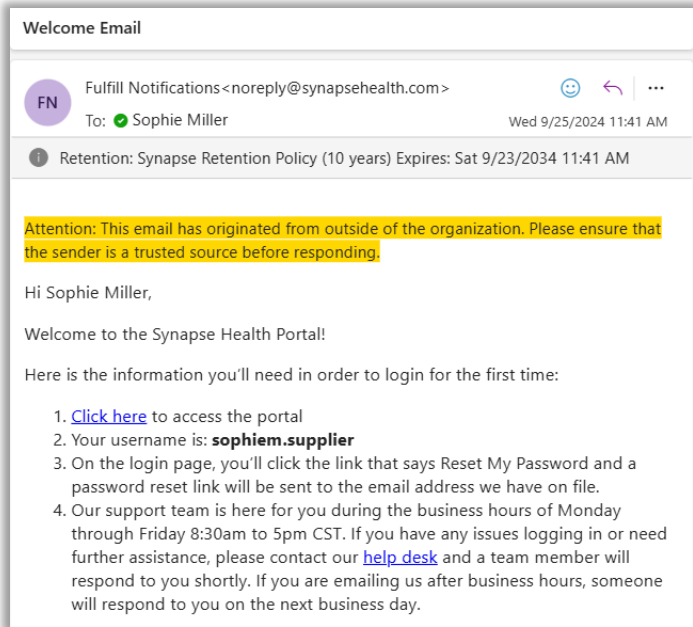 Welcome Email
FN
Fulfill Notifications<noreply@synapsehealth.com>
To: Sophie Miller
Wed 9/25/2024 11:41 AM
Retention: Synapse Retention Policy (10 years) Expires: Sat 9/23/2034 11:41 AM
Attention: This email has originated from outside of the organization. Please ensure that
the sender is a trusted source before responding.
Hi Sophie Miller,
Welcome to the Synapse Health Portal!
Here is the information you'll need in order to login for the first time:
1. Click here to access the portal
2. Your username is: sophiem.supplier
3. On the login page, you'll click the link that says Reset My Password and a
password reset link will be sent to the email address we have on file.
4. Our support team is here for you during the business hours of Monday
through Friday 8:30am to 5pm CST. If you have any issues logging in or need
further assistance, please contact our help desk and a team member will
respond to you shortly. If you are emailing us after business hours, someone
will respond to you on the next business day.